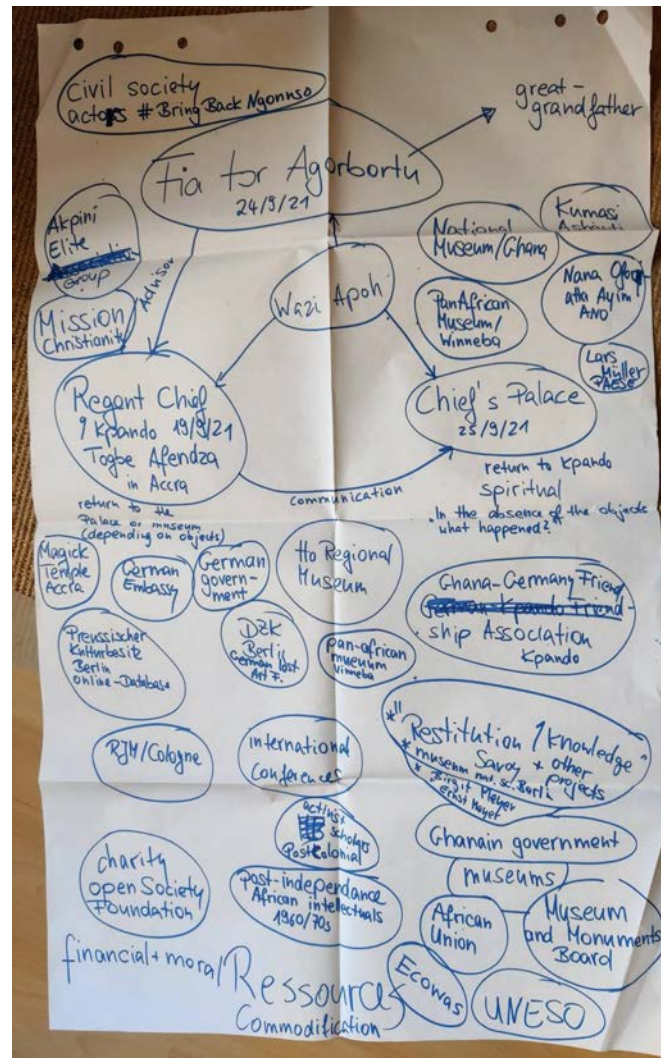 Civil society
actors # Bring Back Ngonnso
great-
grandfather
Fia tor Agorbortu
24/9/21
Akpini
Elite
Group
Advisor
Mission
Christianity
Wazi Apoh
National
Museum/Ghana
Kumasi
Ashanti
PanAfrican
Museum/
Winneba
Nana
atta Ayim
ANO
Lars
Müller
PAESE
Regent Chief
Kpando 19/9/21
Togbe Afendza
in Accra
Chief's Palace
25/9/21
communication
return to the
Palace or museum
(depending on objects)
return to Kpando
spiritual
"In the absence of the objects
what happened?"
Magick
Temple
Accra
German
Embassy
German
govern-
ment
Ho Regional
Museum
Ghana-Germany Friend
ship Association
Kpando
Preussischer
Kulturbesitz
Berlin
online-Database
DZK
Berlin
German lost
Art F.
pan-african
museum
Winneba
RJM/Cologne
international
Conferences
"Restitution / Knowledge"
Savoy + other
projects
* museum nat. sc. Berlin
* Birgit Meyer
activist
scholars
Postcolonial
Ghanain government
museums
charity
open Society
Foundation
post-independance
African intellectuals
1960/70s
African
Union
Museum
and Monuments
Board
financial + moral Ressources
Commodification
Ecowas
UNESO